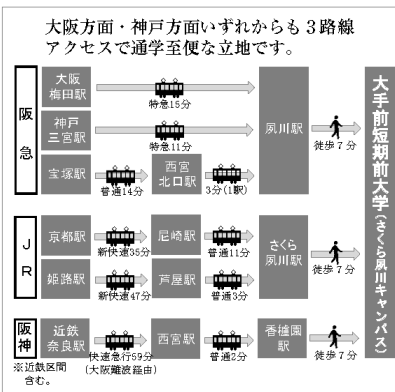 大阪方面・神戸方面いずれからも３路線
アクセスで通学至便な立地です。
阪急
大阪
梅田駅
特急15分
神戸
三宮駅
特急11分
宝塚駅
普通14分
西宮
北口駅
3分(1駅)
夙川駅
徒歩７分
JR
京都駅
新快速35分
尼崎駅
普通11分
姫路駅
新快速47分
芦屋駅
普通3分
さくら
夙川駅
徒歩７分
阪神
近鉄
奈良駅
快速急行59分
(大阪難波経由)
西宮駅
普通2分
香櫨園
駅
徒歩７分
※近鉄区間
含む。
大手前短期前大学(さくら夙川キャンパス)